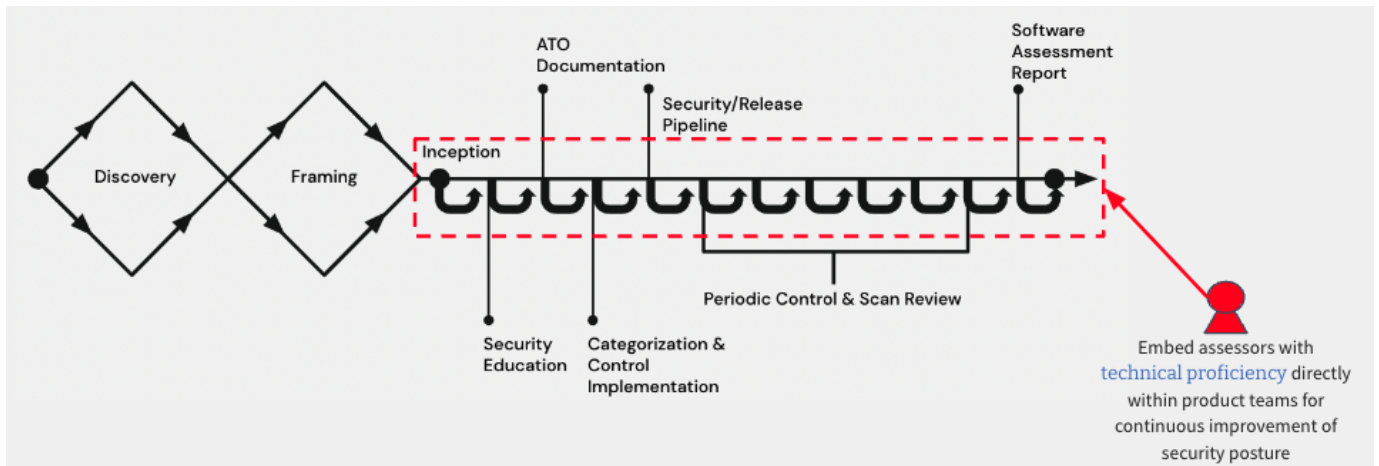 ATO
Documentation
Software
Assessment
Report
Security/Release
Pipeline
Inception
Discovery
Framing
Periodic Control & Scan Review
Security
Education
Categorization &
Control
Implementation
Embed assessors with
technical proficiency directly
within product teams for
continuous improvement of
security posture